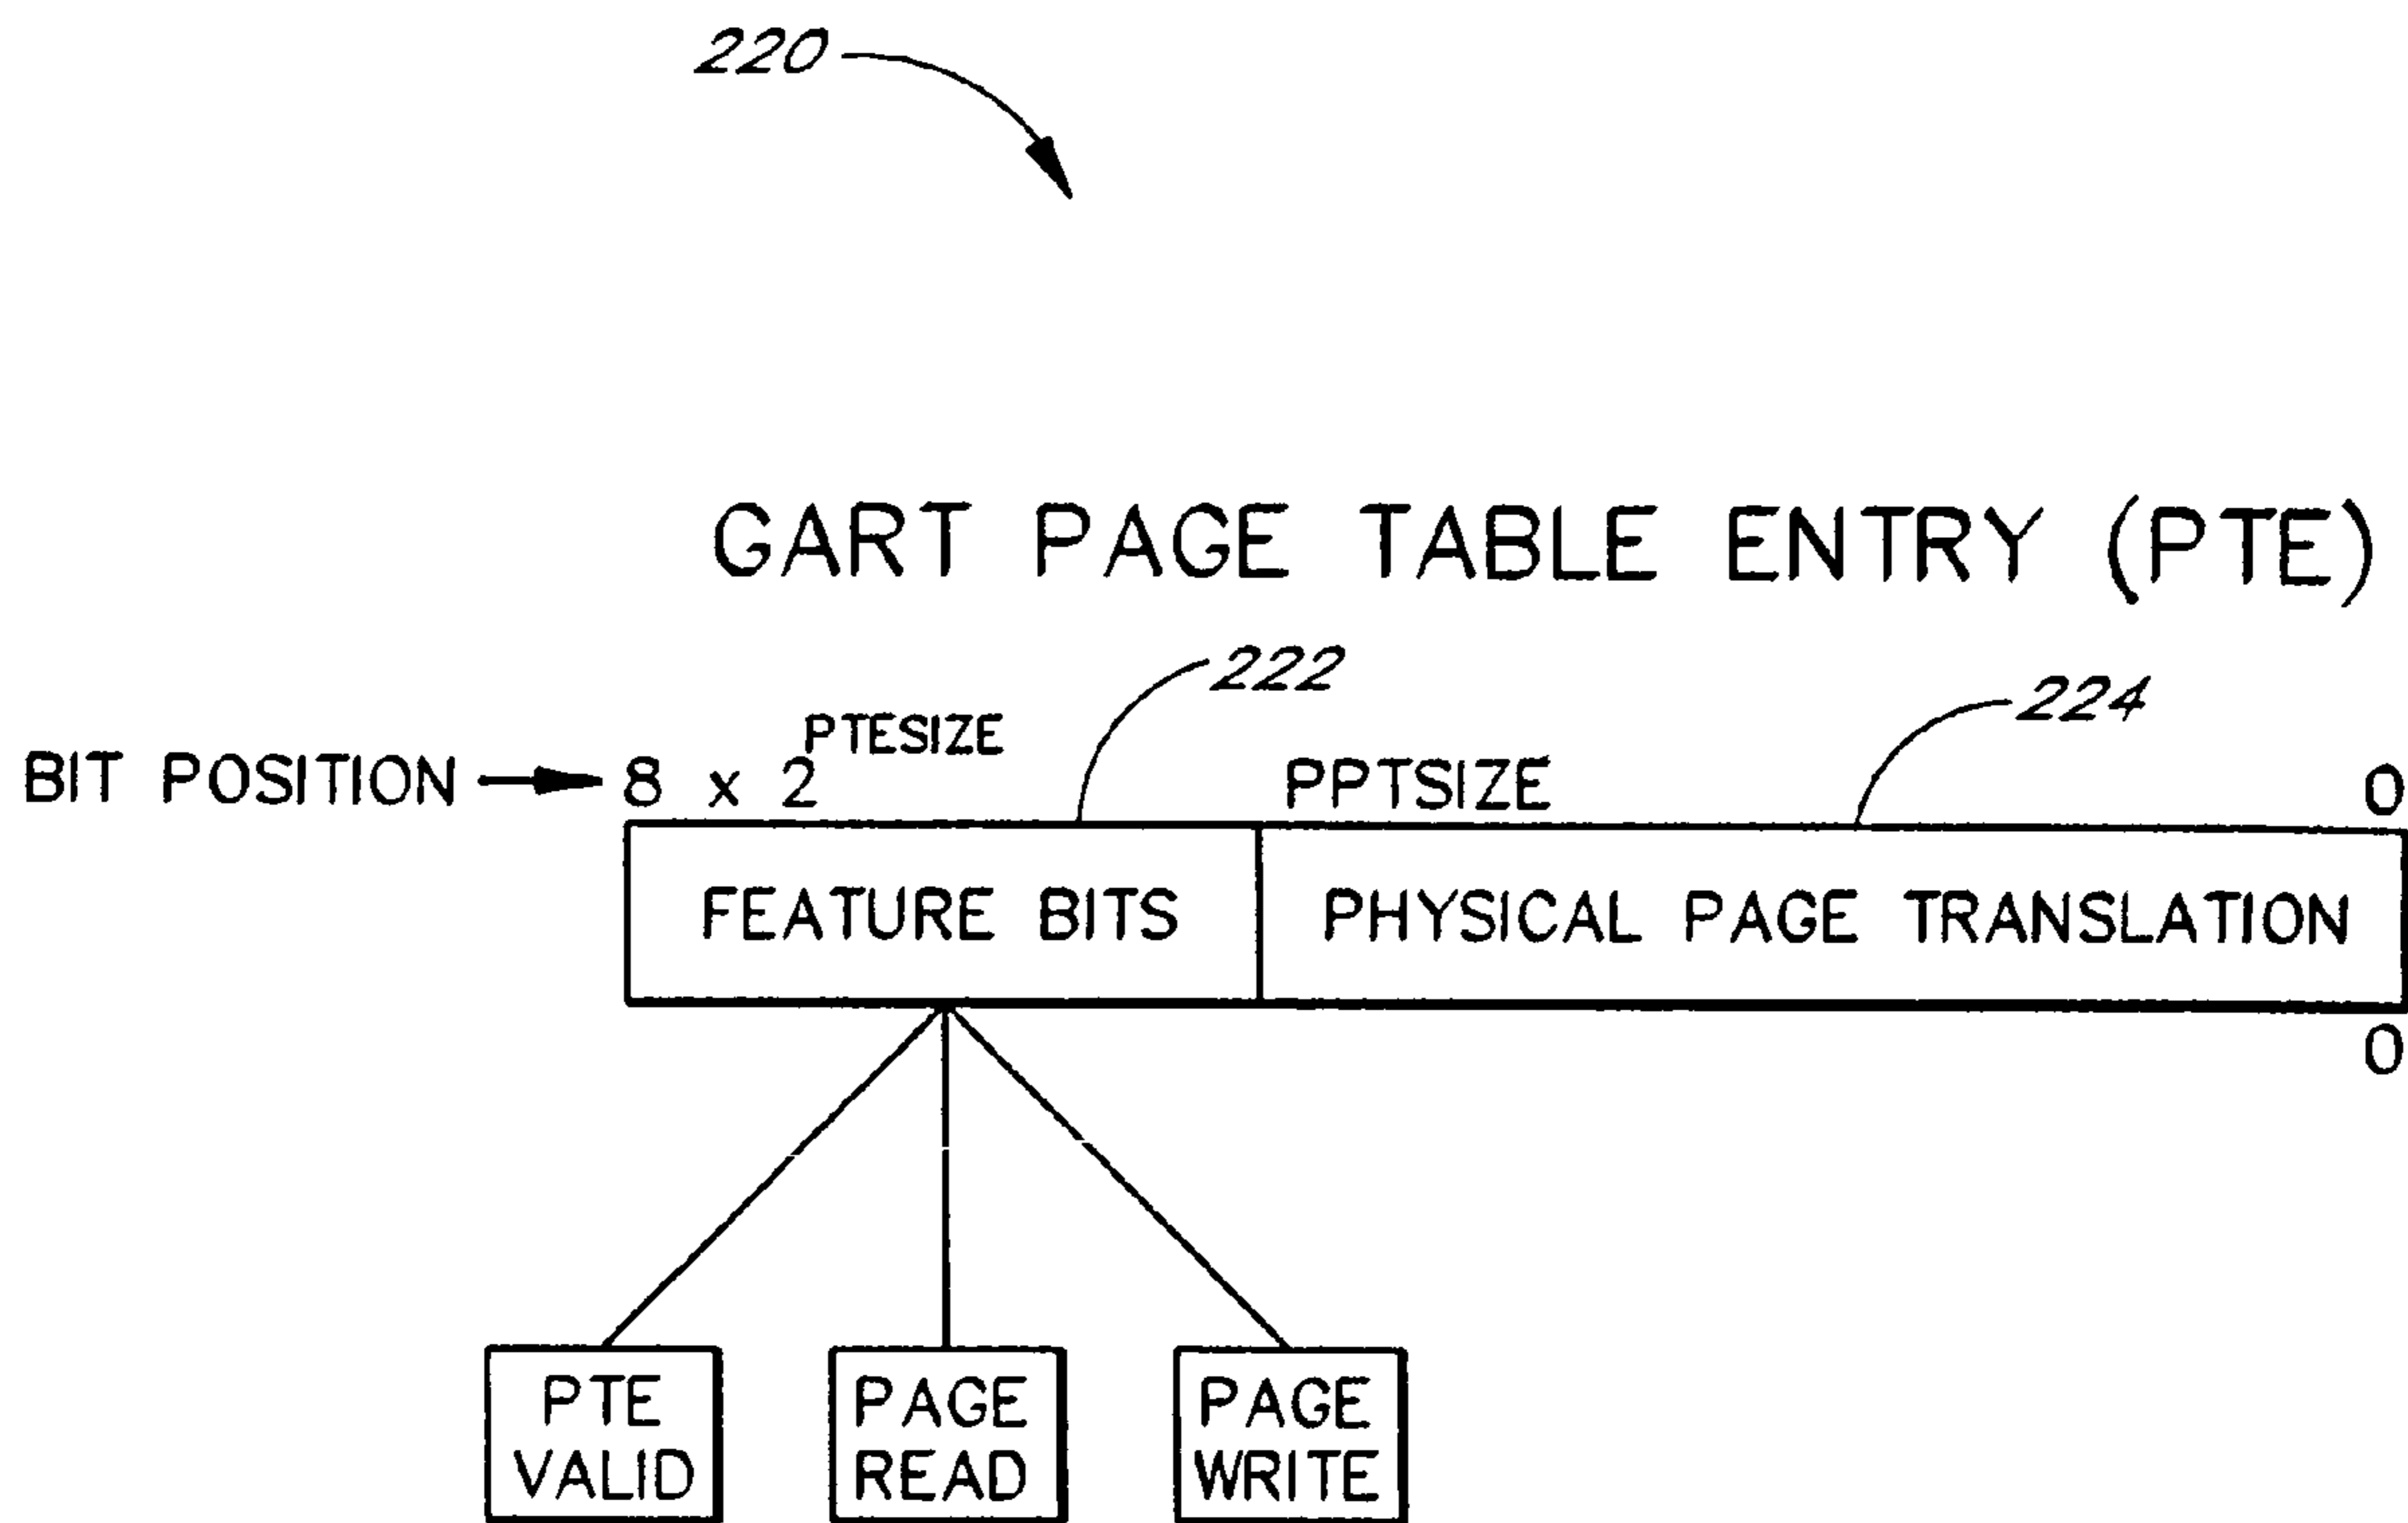 220
GART PAGE TABLE ENTRY (PTE)
222
224
BIT POSITION 8 x 2 PTESIZE PPTSIZE 0
FEATURE BITS PHYSICAL PAGE TRANSLATION
0
PTE VALID
PAGE READ
PAGE WRITE